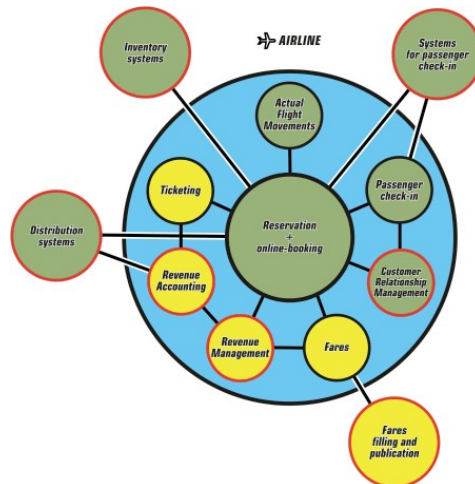 Inventory
systems
AIRLINE
Systems
for passenger
check-in
Actual
Flight
Movements
Ticketing
Passenger
check-in
Reservation
+
online-booking
Distribution
systems
Revenue
Accounting
Customer
Relationship
Management
Revenue
Management
Fares
Fares
filling and
publication